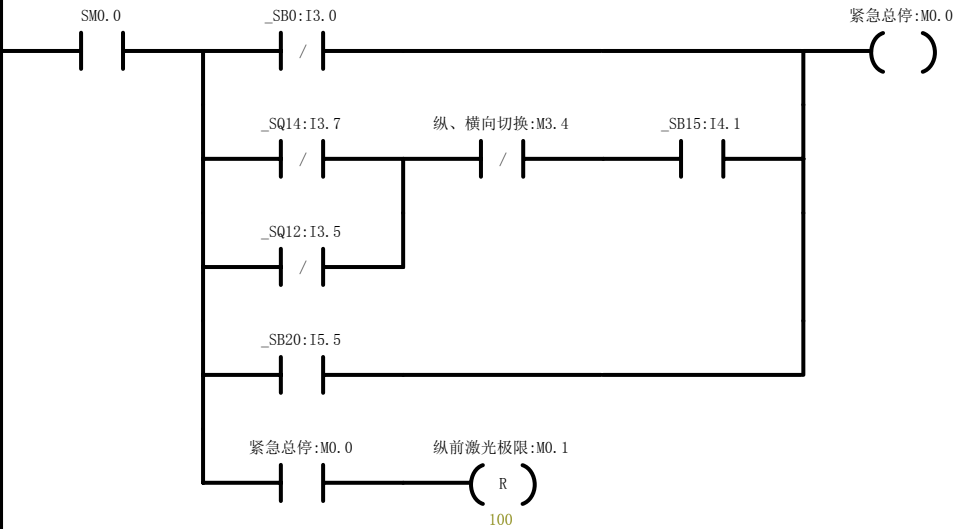 SM0.0 _SB0:I3.0 紧急总停:M0.0
/
_SQ14:I3.7 纵、横向切换:M3.4 _SB15:I4.1
/ /
_SQ12:I3.5
/
_SB20:I5.5
紧急总停:M0.0 纵前激光极限:M0.1
R
100